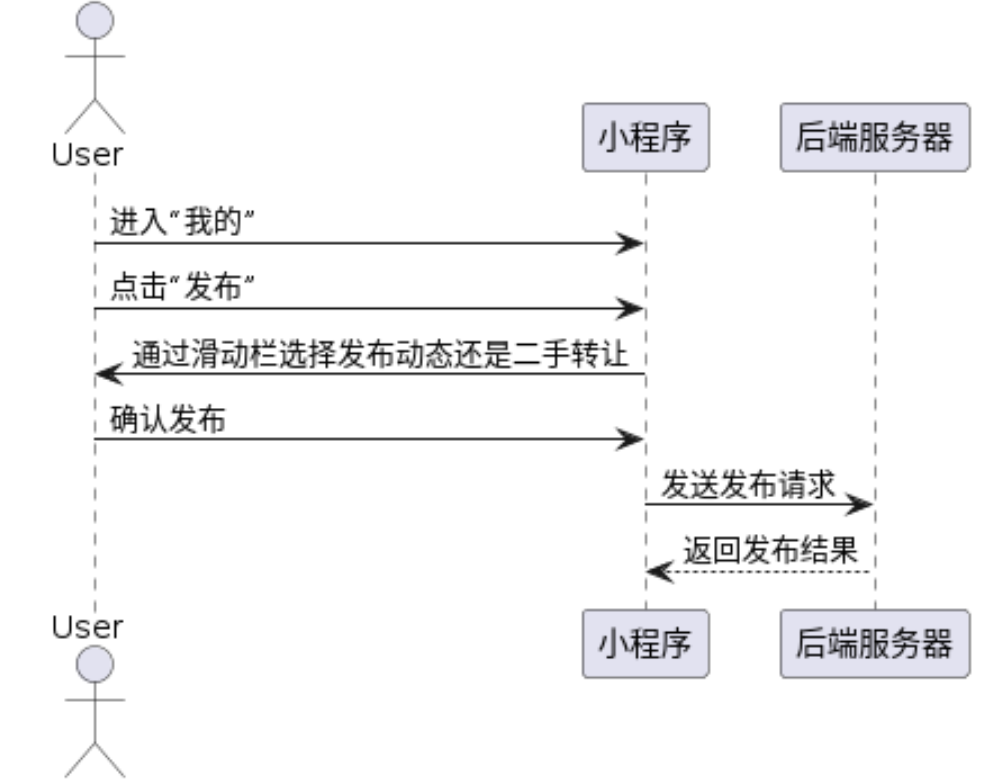 User
小程序
后端服务器
进入“我的”
点击“发布”
通过滑动栏选择发布动态还是二手转让
确认发布
发送发布请求
返回发布结果
User
小程序
后端服务器